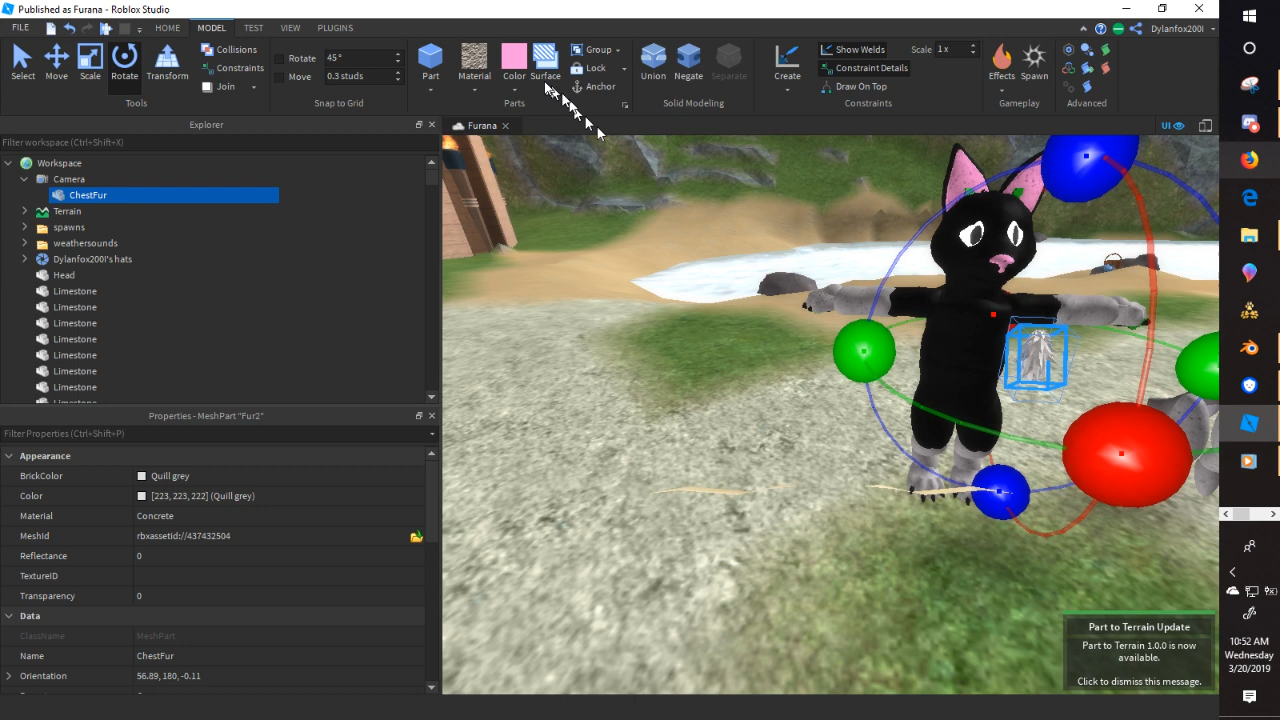 Published as Furana - Roblox Studio
FILE
HOME
MODEL
TEST
VIEW
PLUGINS
Dylanfox200I
Select
Move
Scale
Rotate
Transform
Collisions
Constraints
Join
Tools
Rotate
45°
Move
0.3 studs
Snap to Grid
Part
Material
Color
Surface
Group
Lock
Anchor
Parts
Union
Negate
Separate
Solid Modeling
Create
Show Welds
Scale 1 x
Constraint Details
Draw On Top
Constraints
Effects
Spawn
Gameplay
Advanced
Explorer
Filter workspace (Ctrl+Shift+X)
Workspace
Camera
ChestFur
Terrain
spawns
weathersounds
Dylanfox200I's hats
Head
Limestone
Limestone
Limestone
Limestone
Limestone
Limestone
Limestone
Limestone
Properties - MeshPart "Fur2"
Filter Properties (Ctrl+Shift+P)
Appearance
BrickColor
Quill grey
Color
[223, 223, 222] (Quill grey)
Material
Concrete
MeshId
rbxassetid://437432504
Reflectance
0
TextureID
Transparency
0
Data
ClassName
MeshPart
Name
ChestFur
Orientation
56.89, 180, -0.11
Furana
UI
Part to Terrain Update
Part to Terrain 1.0.0 is now
available.
Click to dismiss this message.
10:52 AM
Wednesday
3/20/2019